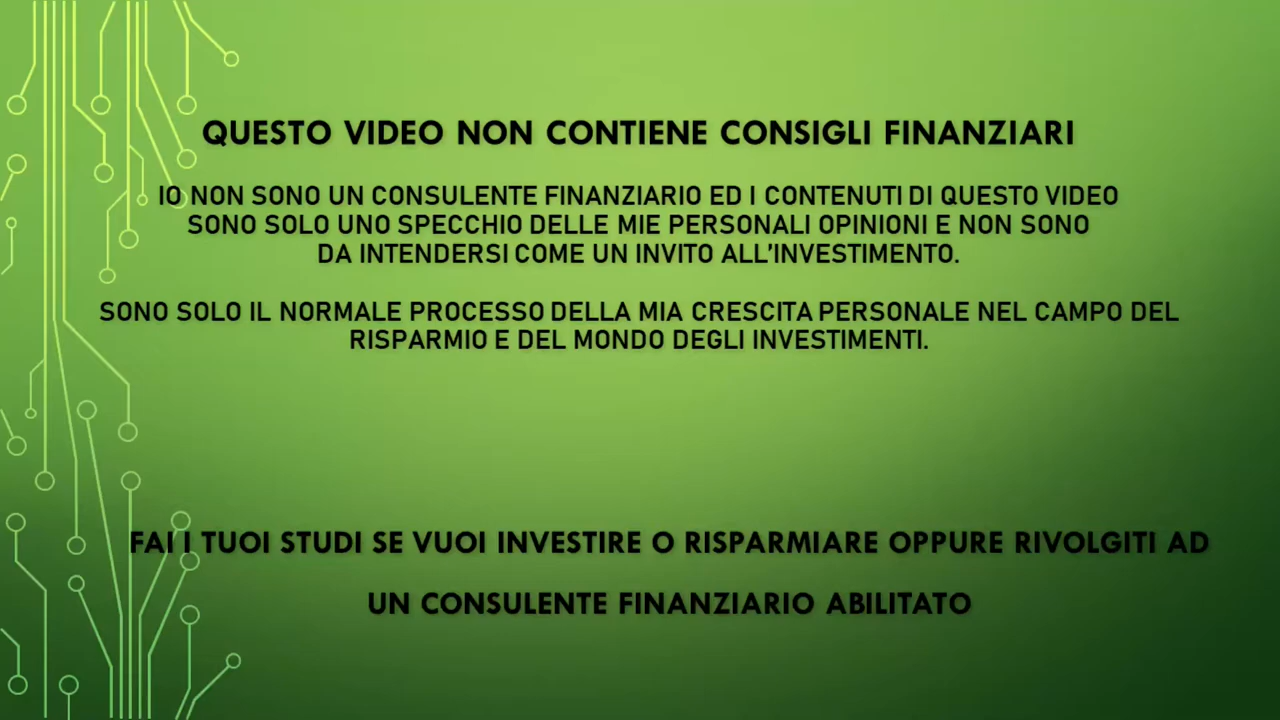 QUESTO VIDEO NON CONTIENE CONSIGLI FINANZIARI
IO NON SONO UN CONSULENTE FINANZIARIO ED I CONTENUTI DI QUESTO VIDEO
SONO SOLO UNO SPECCHIO DELLE MIE PERSONALI OPINIONI E NON SONO
DA INTENDERSI COME UN INVITO ALL'INVESTIMENTO.
SONO SOLO IL NORMALE PROCESSO DELLA MIA CRESCITA PERSONALE NEL CAMPO DEL
RISPARMIO E DEL MONDO DEGLI INVESTIMENTI.
FAI I TUOI STUDI SE VUOI INVESTIRE O RISPARMIARE OPPURE RIVOLGITI AD
UN CONSULENTE FINANZIARIO ABILITATO